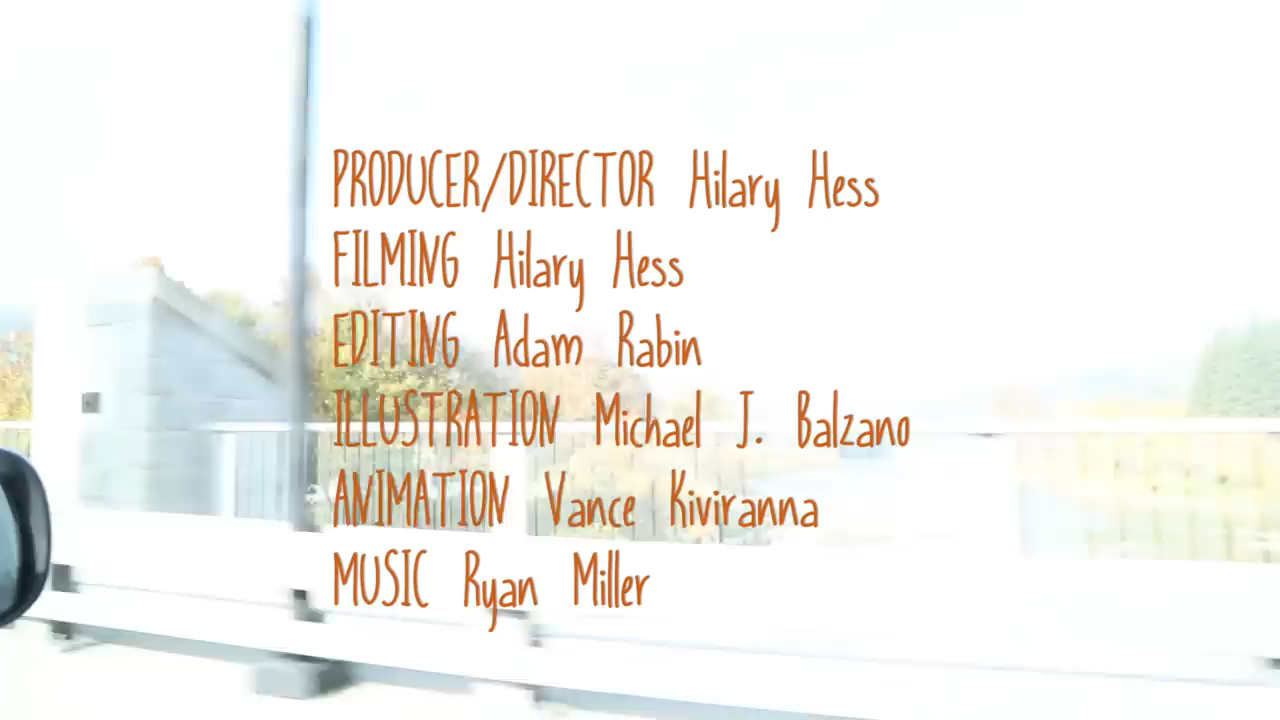 PRODUCER/DIRECTOR Hilary Hess
FILMING Hilary Hess
EDITING Adam Rabin
ILLUSTRATION Michael J. Balzano
ANIMATION Vance Kiviranna
MUSIC Ryan Miller